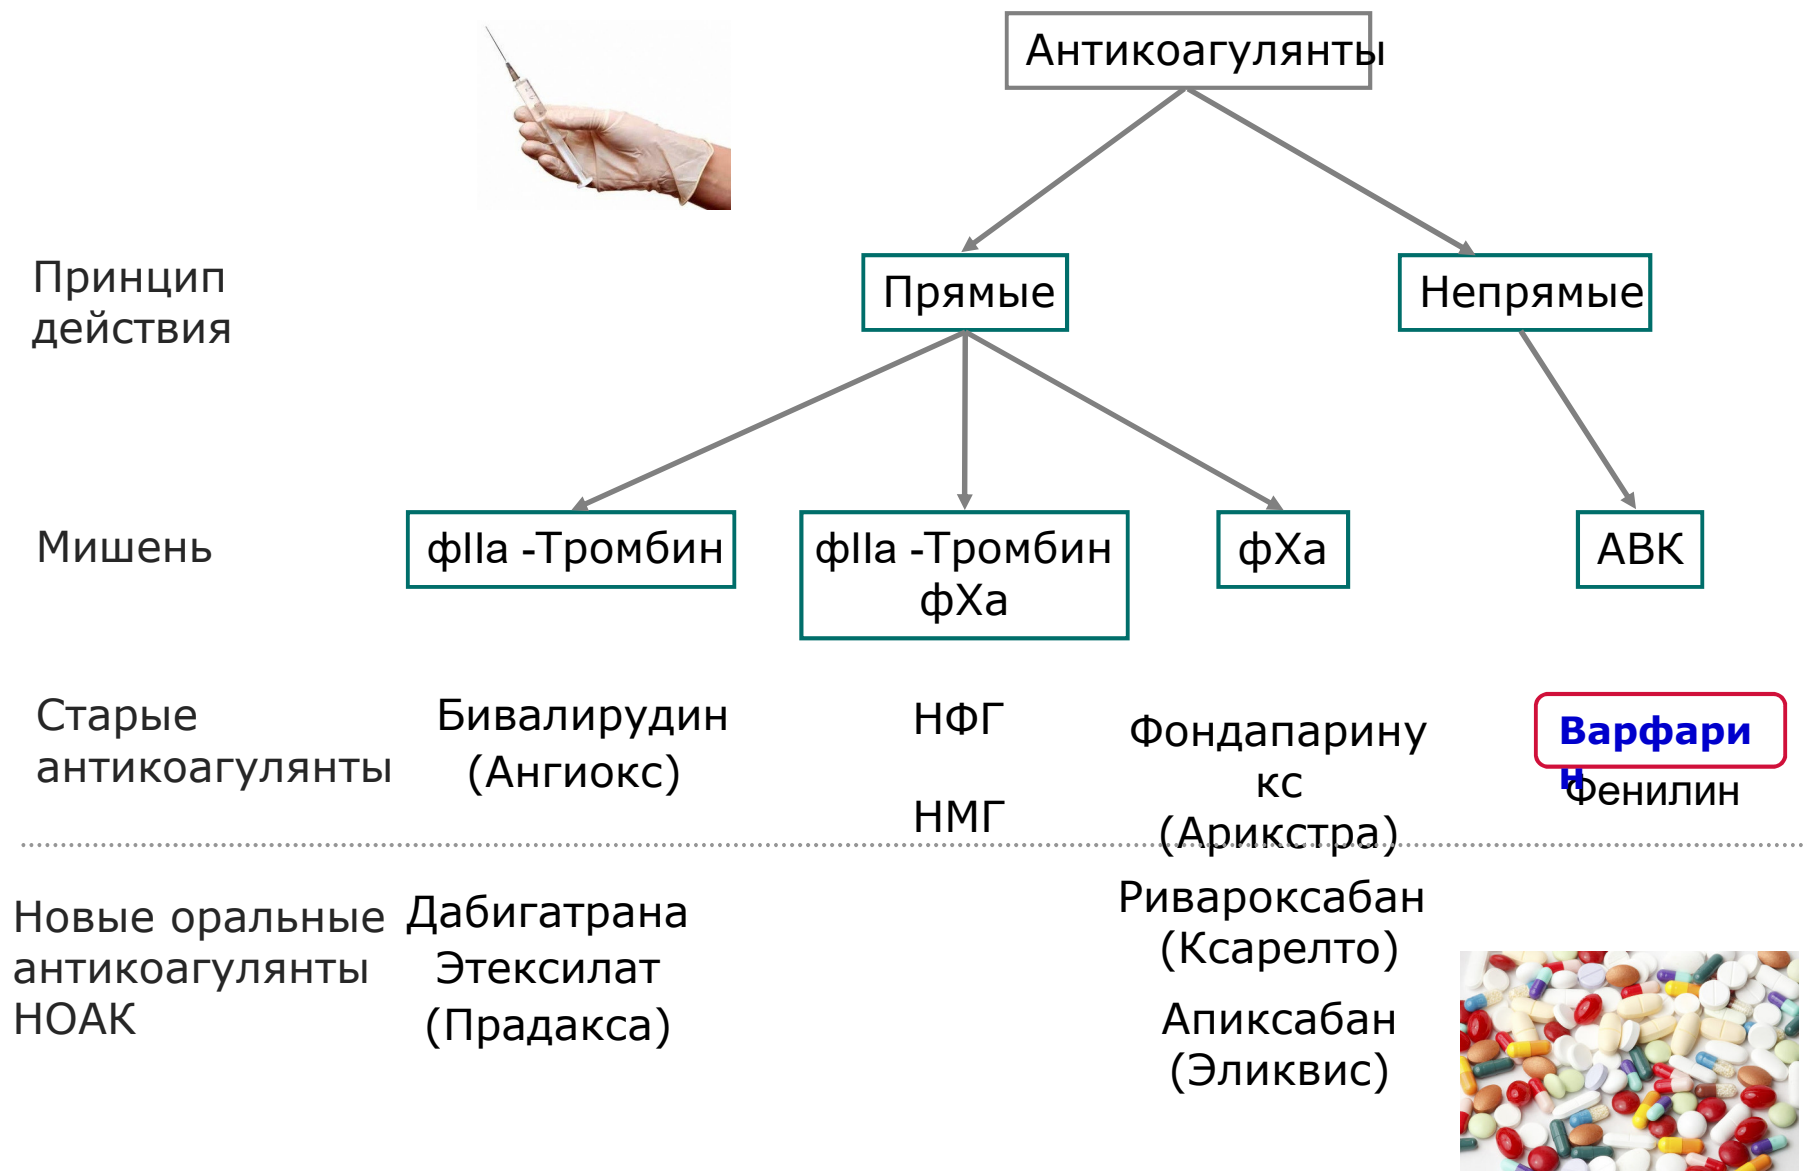 Антикоагулянты
Принцип
действия
Прямые
Непрямые
Мишень
фIIa -Тромбин
фIIa -Тромбин
фХа
фХа
АВК
Старые
антикоагулянты
Бивалирудин
(Ангиокс)
НФГ
НМГ
Фондапарину
кс
(Арикстра)
Варфари
н
Фенилин
Новые оральные
антикоагулянты
НОАК
Дабигатрана
Этексилат
(Прадакса)
Ривароксабан
(Ксарелто)
Апиксабан
(Эликвис)